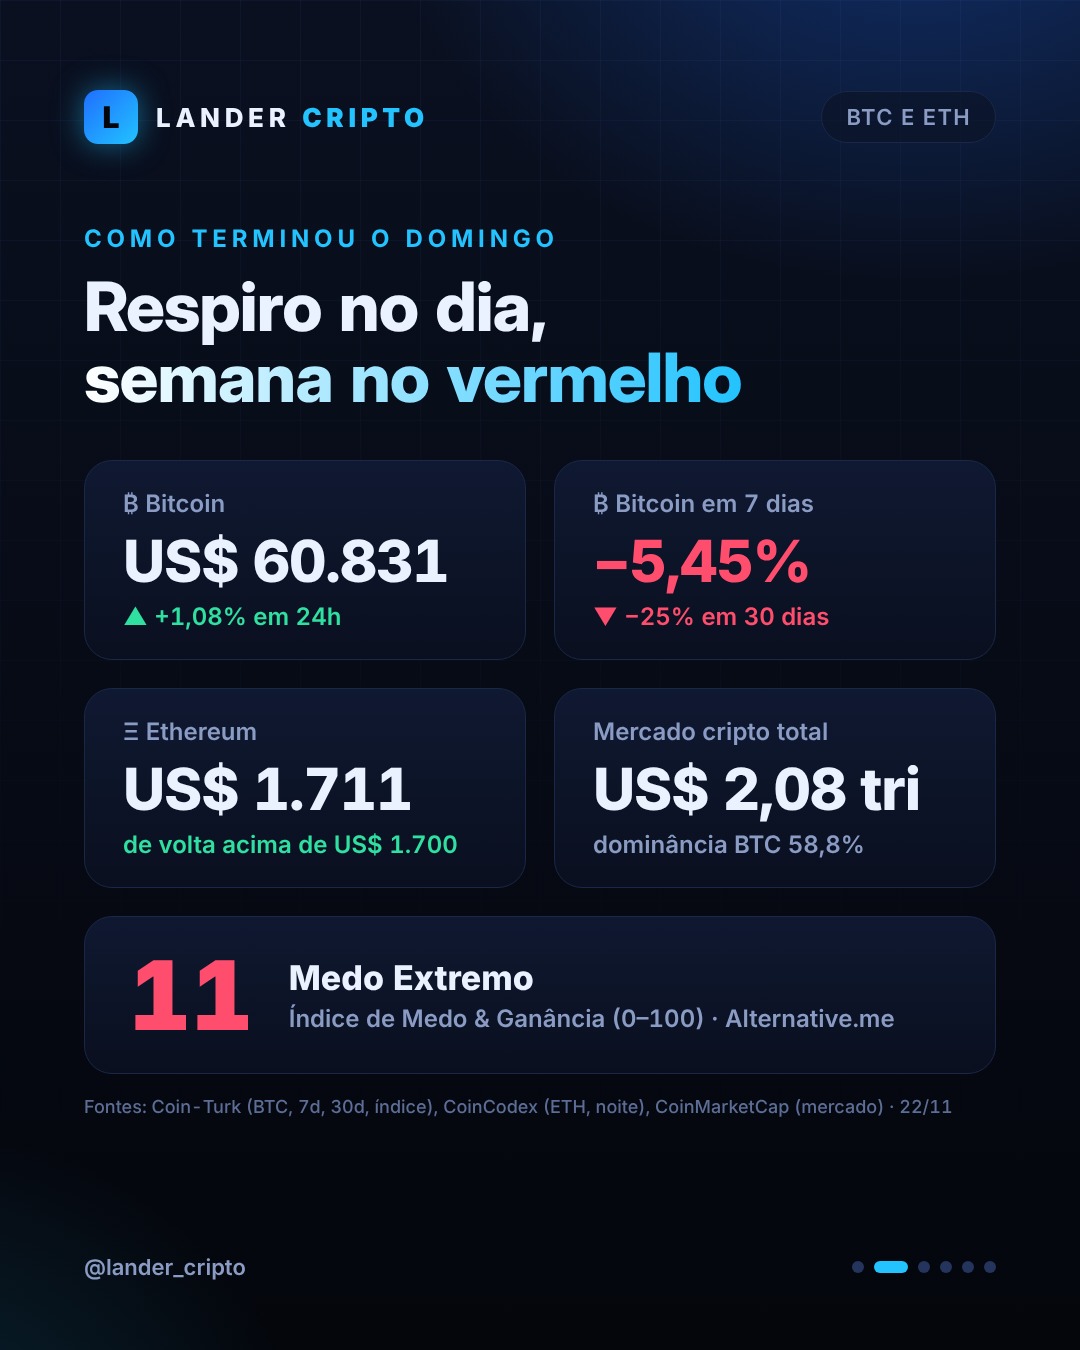 L LANDER CRIPTO
BTC E ETH
COMO TERMINOU O DOMINGO
Respiro no dia,
semana no vermelho
₿ Bitcoin
US$ 60.831
▲ +1,08% em 24h
₿ Bitcoin em 7 dias
−5,45%
▼ −25% em 30 dias
Ξ Ethereum
US$ 1.711
de volta acima de US$ 1.700
Mercado cripto total
US$ 2,08 tri
dominância BTC 58,8%
11
Medo Extremo
Índice de Medo & Ganância (0–100) · Alternative.me
Fontes: Coin-Turk (BTC, 7d, 30d, índice), CoinCodex (ETH, noite), CoinMarketCap (mercado) · 22/11
@lander_cripto